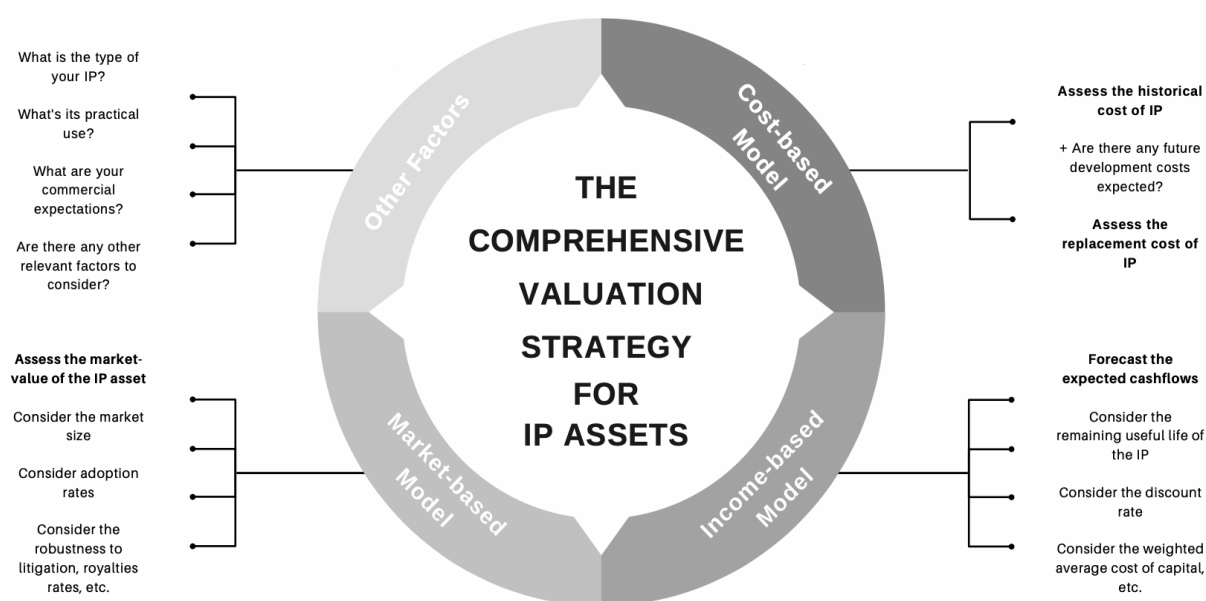 What is the type of
your IP?
What's its practical
use?
What are your
commercial
expectations?
Are there any other
relevant factors to
consider?
Other Factors
Cost-based
Model
Assess the historical
cost of IP
+ Are there any future
development costs
expected?
Assess the
replacement cost of
IP
THE
COMPREHENSIVE
VALUATION
STRATEGY
FOR
IP ASSETS
Assess the market-
value of the IP asset
Consider the market
size
Consider adoption
rates
Consider the
robustness to
litigation, royalties
rates, etc.
Market-based
Model
Income-based
Model
Forecast the
expected cashflows
Consider the
remaining useful life of
the IP
Consider the discount
rate
Consider the weighted
average cost of capital,
etc.